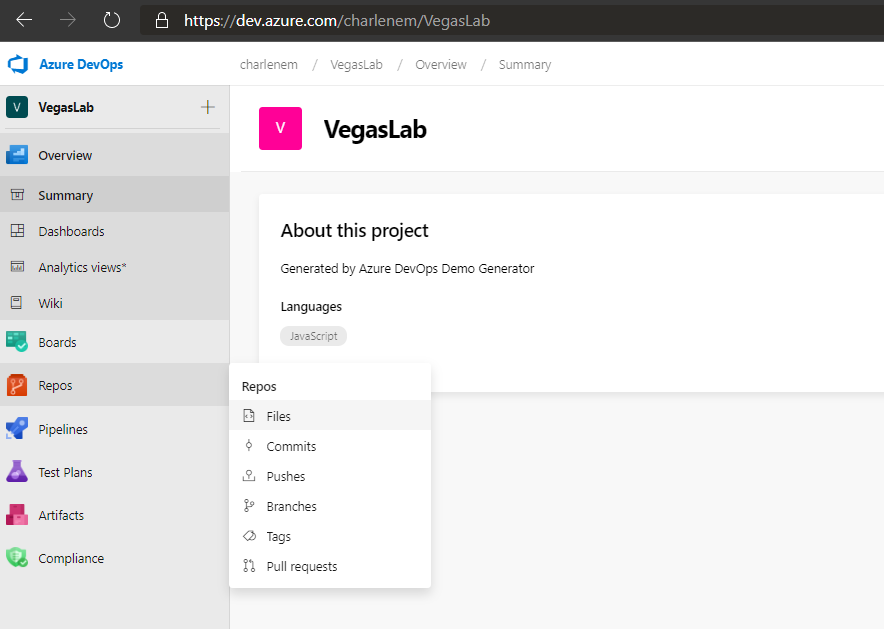 https://dev.azure.com/charlenem/VegasLab
Azure DevOps
charlenem / VegasLab / Overview / Summary
V VegasLab +
V VegasLab
Overview
Summary
Dashboards
Analytics views*
Wiki
Boards
Repos
Pipelines
Test Plans
Artifacts
Compliance
About this project
Generated by Azure DevOps Demo Generator
Languages
JavaScript
Repos
Files
Commits
Pushes
Branches
Tags
Pull requests